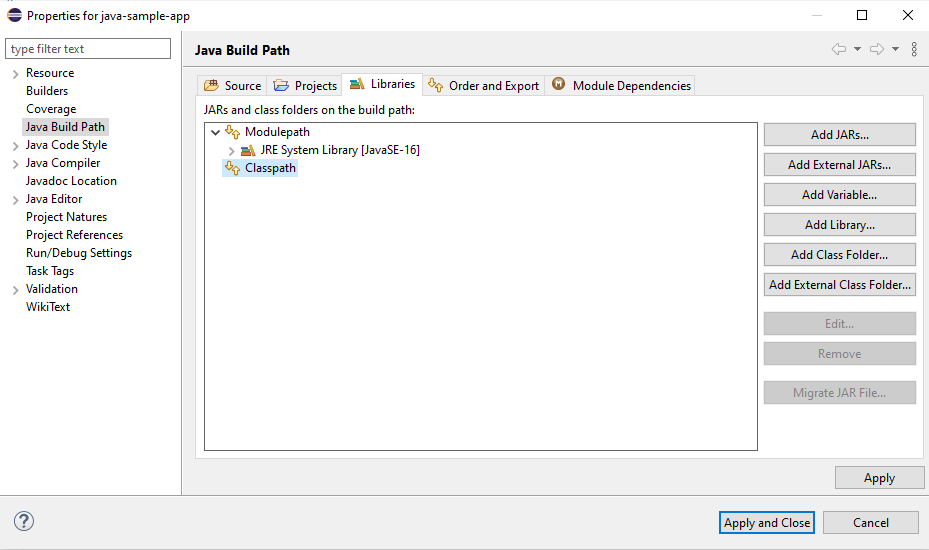 Properties for java-sample-app
type filter text
Resource
Builders
Coverage
Java Build Path
Java Code Style
Java Compiler
Javadoc Location
Java Editor
Project Natures
Project References
Run/Debug Settings
Task Tags
Validation
WikiText
Java Build Path
Source Projects Libraries Order and Export M Module Dependencies
JARs and class folders on the build path:
Modulepath
JRE System Library [JavaSE-16]
Classpath
Add JARs...
Add External JARs...
Add Variable...
Add Library...
Add Class Folder...
Add External Class Folder...
Edit...
Remove
Migrate JAR File...
Apply
? Apply and Close Cancel